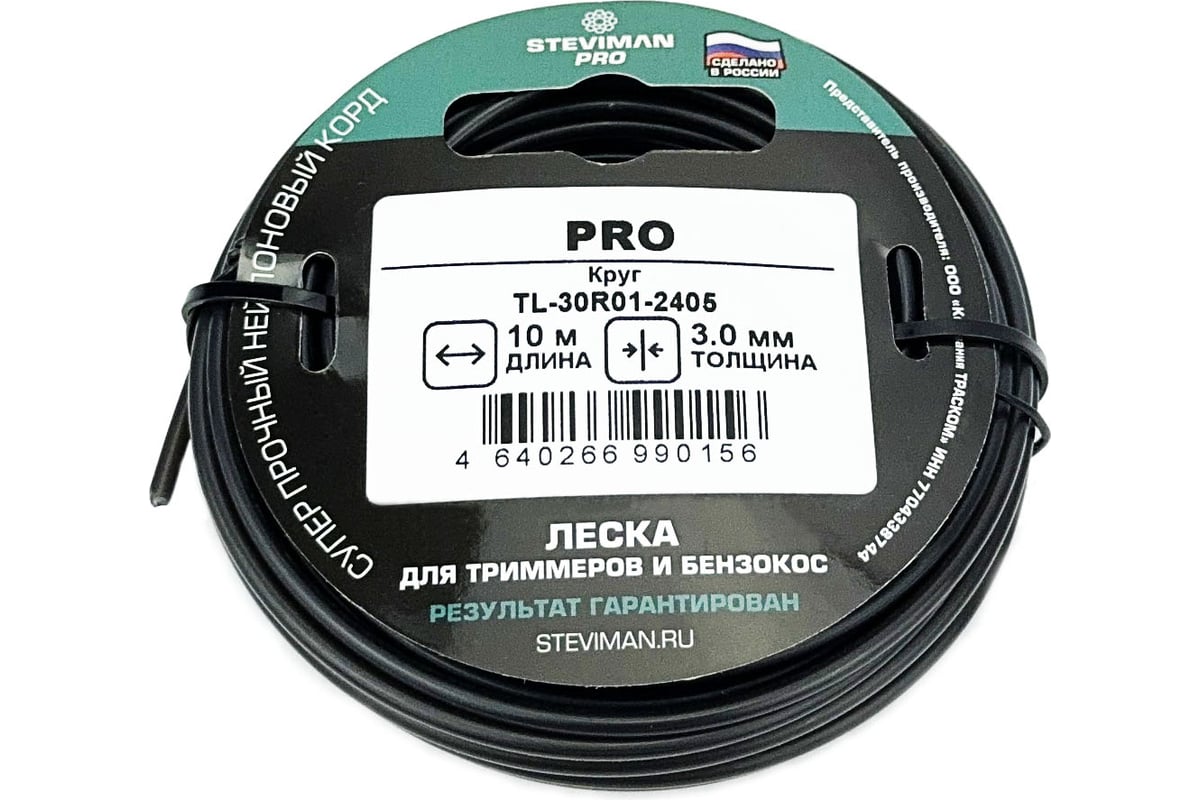 STEVIMAN
PRO
СДЕЛАНО
В РОССИИ
СУПЕР ПРОЧНЫЙ НЕЙЛОНОВЫЙ КОРД
Представитель производителя: ООО «К ания ТРАСКОМ» ИНН 7704338744
PRO
Круг
TL-30R01-2405
10 м
ДЛИНА
3.0 мм
ТОЛЩИНА
4 640266 990156
ЛЕСКА
ДЛЯ ТРИММЕРОВ И БЕНЗОКОС
РЕЗУЛЬТАТ ГАРАНТИРОВАН
STEVIMAN.RU